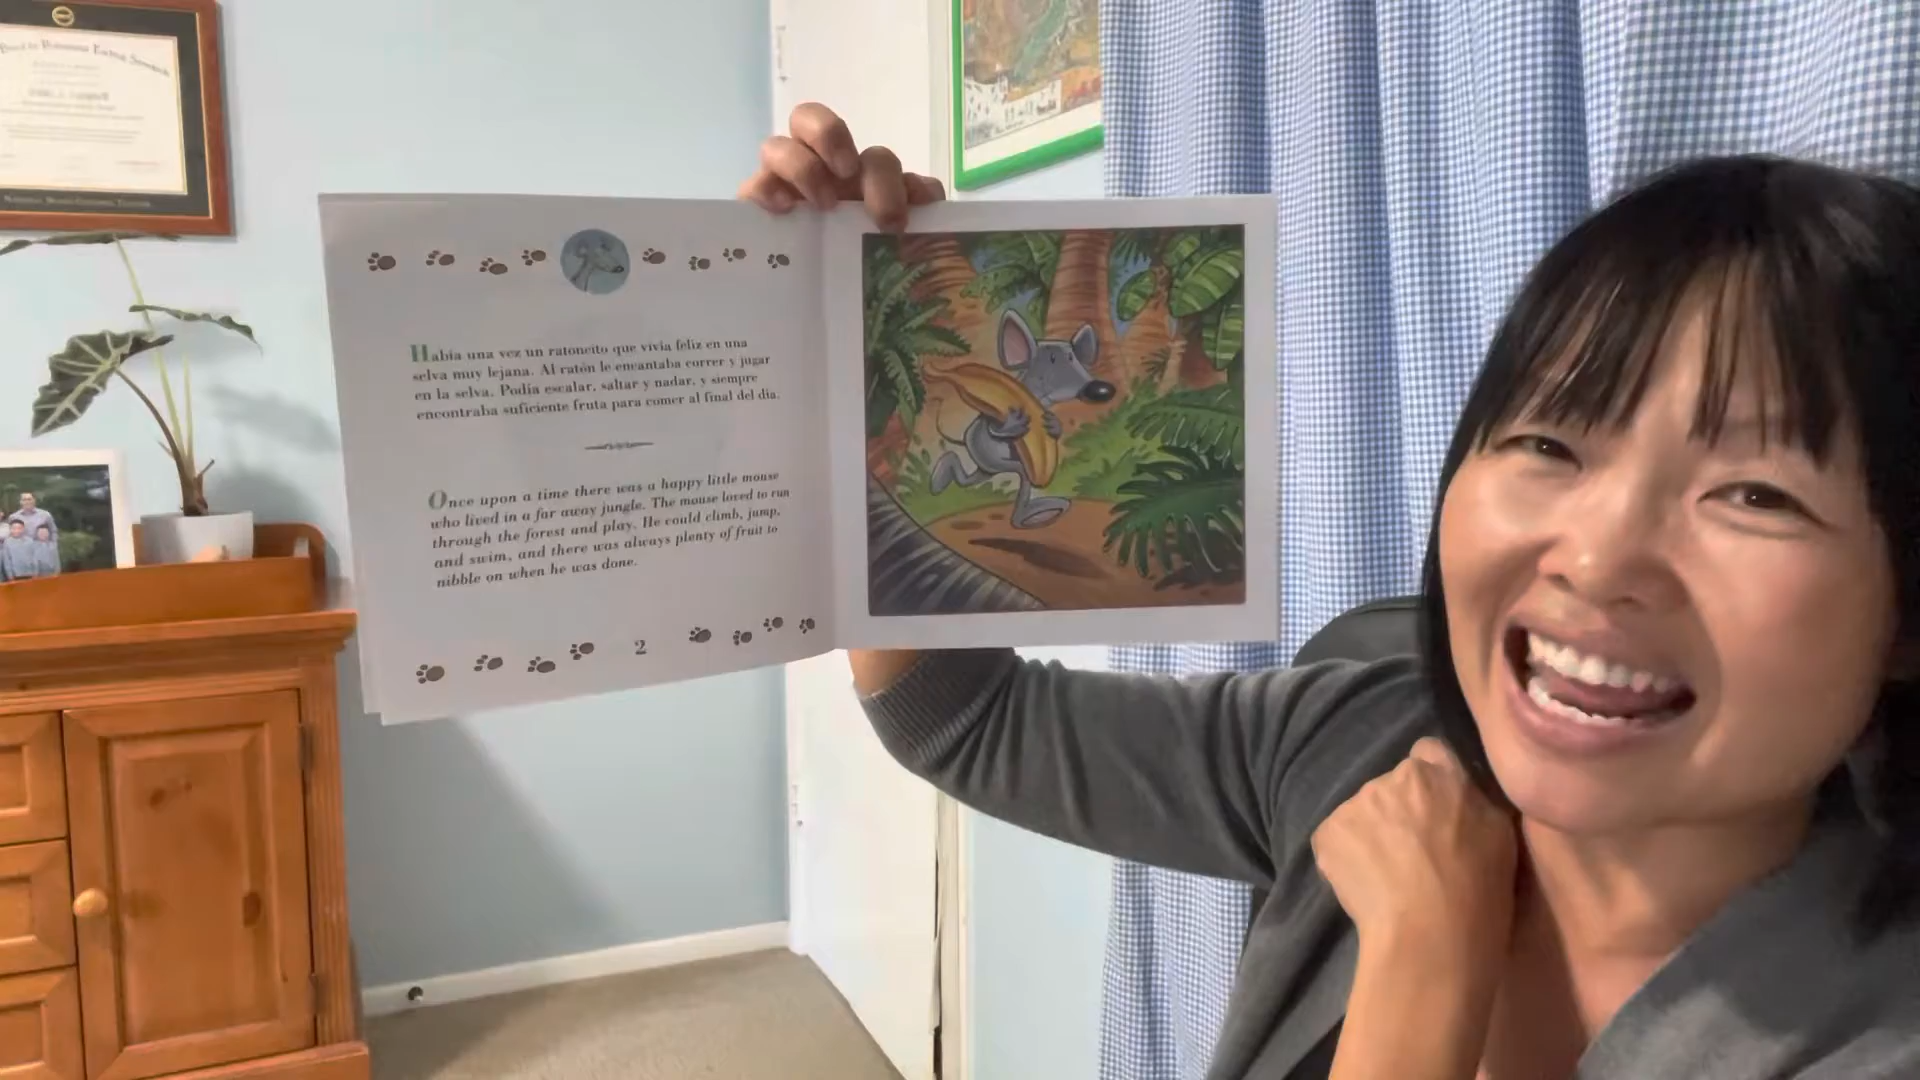 Había una vez un ratoncito que vivía feliz en una
selva muy lejana. Al ratón le encantaba correr y jugar
en la selva. Podía escalar, saltar y nadar, y siempre
encontraba suficiente fruta para comer al final del día.
Once upon a time there was a happy little mouse
who lived in a far away jungle. The mouse loved to run
through the forest and play. He could climb, jump,
and swim, and there was always plenty of fruit to
nibble on when he was done.
2